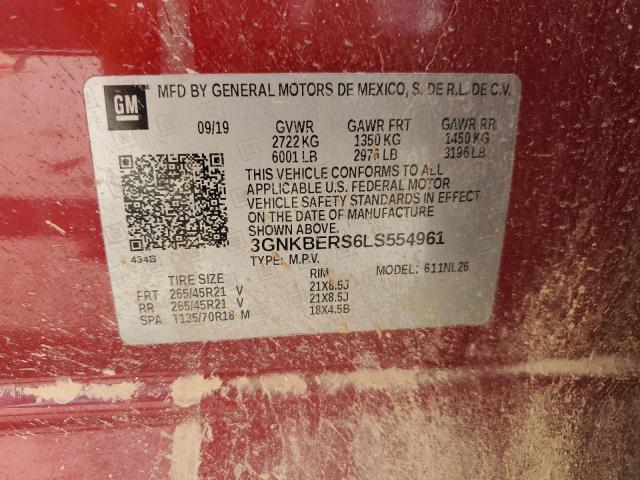 GM
MFD BY GENERAL MOTORS DE MEXICO, S. DE R.L. DE C.V.
09/19 GVWR GAWR FRT GAWR RR
2722 KG 1350 KG 1450 KG
6001 LB 2976 LB 3196 LB
THIS VEHICLE CONFORMS TO ALL
APPLICABLE U.S. FEDERAL MOTOR
VEHICLE SAFETY STANDARDS IN EFFECT
ON THE DATE OF MANUFACTURE
SHOWN ABOVE.
434S
3GNKBERS6LS554961
TYPE: M.P.V.
MODEL: 611NL26
TIRE SIZE RIM
FRT 265/45R21 V 21X8.5J
RR 265/45R21 V 21X8.5J
SPA T135/70R18 M 18X4.5B